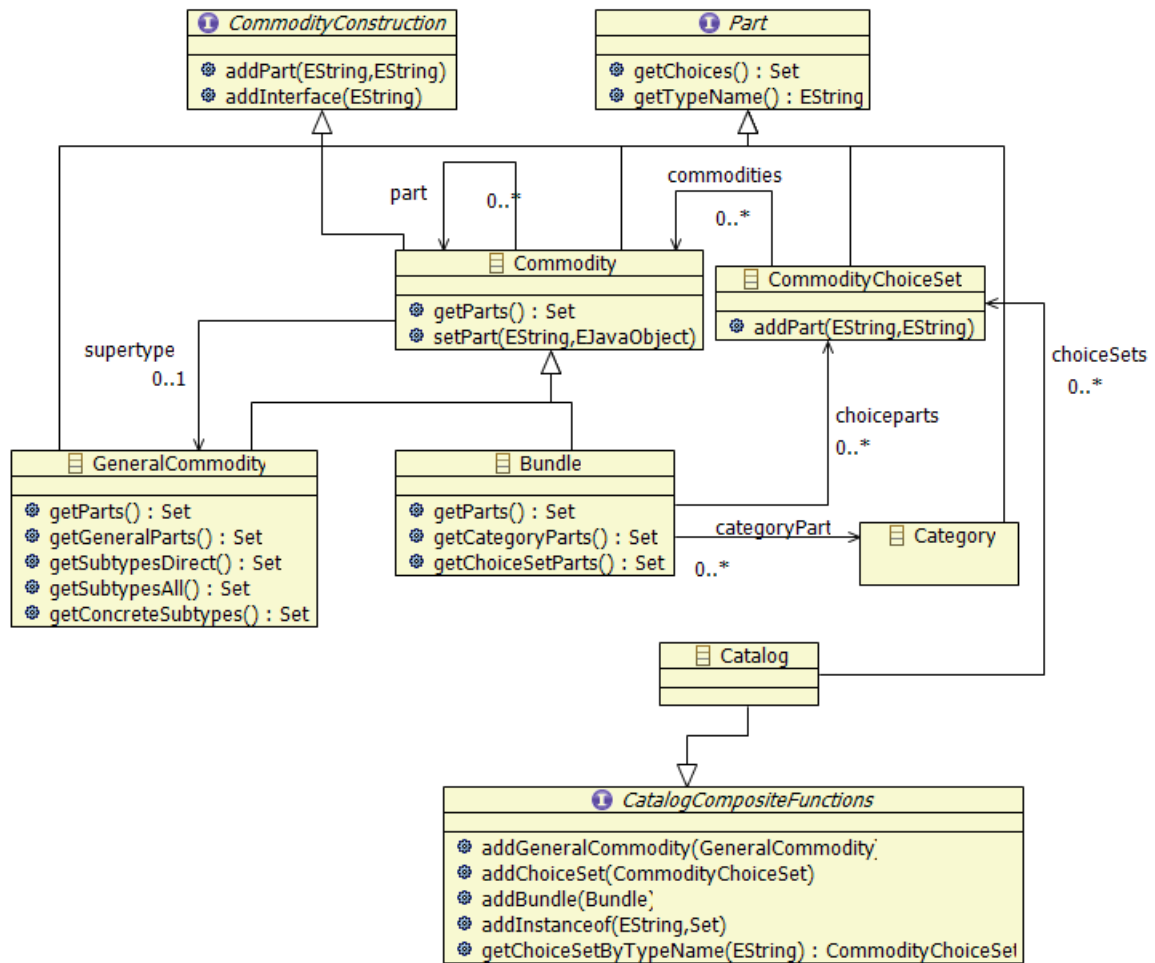 CommodityConstruction
addPart(EString,EString)
addInterface(EString)
Part
getChoices() : Set
getTypeName() : EString
part
0..*
commodities
0..*
Commodity
getParts() : Set
setPart(EString,EJavaObject)
CommodityChoiceSet
addPart(EString,EString)
supertype
0..1
choiceSets
0..*
choiceparts
0..*
GeneralCommodity
getParts() : Set
getGeneralParts() : Set
getSubtypesDirect() : Set
getSubtypesAll() : Set
getConcreteSubtypes() : Set
Bundle
getParts() : Set
getCategoryParts() : Set
getChoiceSetParts() : Set
categoryPart
0..*
Category
Catalog
CatalogCompositeFunctions
addGeneralCommodity(GeneralCommodity)
addChoiceSet(CommodityChoiceSet)
addBundle(Bundle)
addInstanceof(EString,Set)
getChoiceSetByTypeName(EString) : CommodityChoiceSet